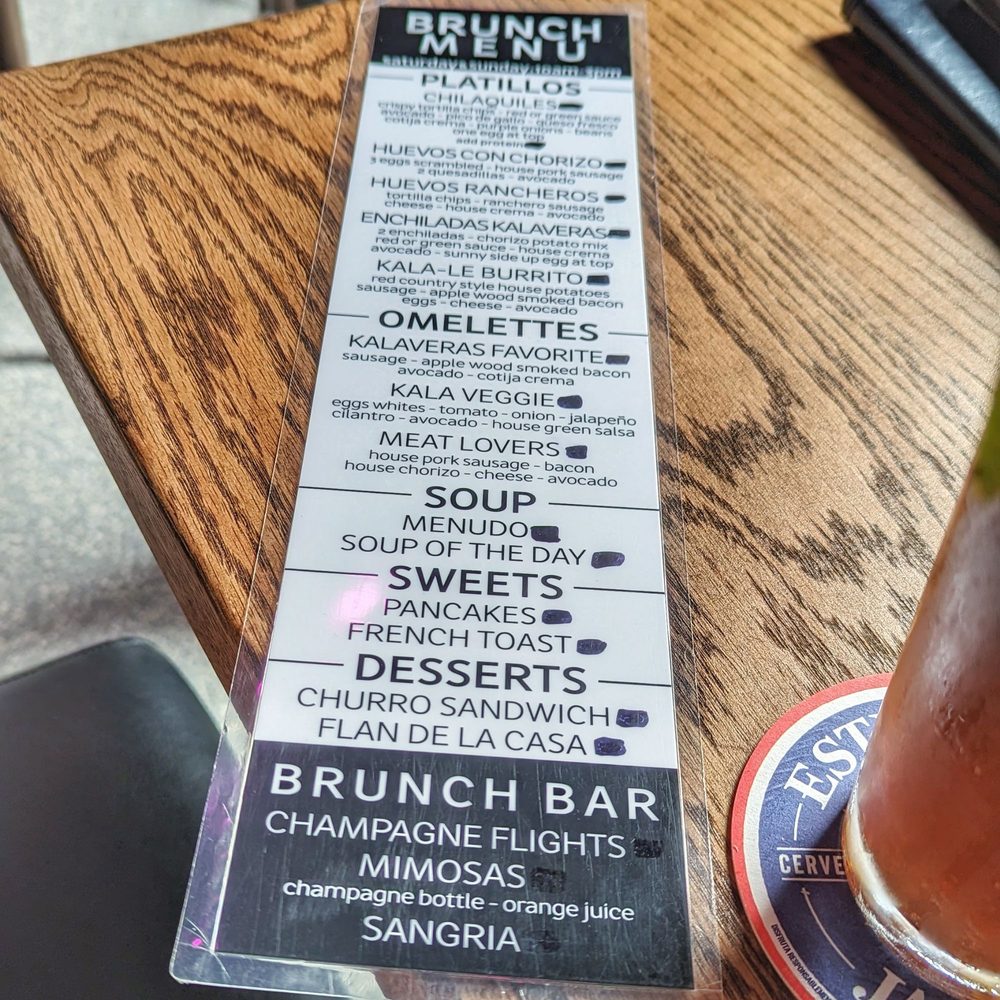 BRUNCH
MENU
saturday & sunday 10am-3pm
PLATILLOS
CHILAQUILES
crispy tortilla chips - red or green sauce
avocado - pico de gallo - queso fresco
cotija crema - purple onions - beans
one egg at top
add protein
HUEVOS CON CHORIZO
3 eggs scrambled - house pork sausage
2 quesadillas - avocado
HUEVOS RANCHEROS
tortilla chips - ranchero sausage
cheese - house crema - avocado
ENCHILADAS KALAVERAS
2 enchiladas - chorizo potato mix
red or green sauce - house crema
avocado - sunny side up egg at top
KALA-LE BURRITO
red country style house potatoes
sausage - apple wood smoked bacon
eggs - cheese - avocado
OMELETTES
KALAVERAS FAVORITE
sausage - apple wood smoked bacon
avocado - cotija crema
KALA VEGGIE
eggs whites - tomato - onion - jalapeño
cilantro - avocado - house green salsa
MEAT LOVERS
house pork sausage - bacon
house chorizo - cheese - avocado
SOUP
MENUDO
SOUP OF THE DAY
SWEETS
PANCAKES
FRENCH TOAST
DESSERTS
CHURRO SANDWICH
FLAN DE LA CASA
BRUNCH BAR
CHAMPAGNE FLIGHTS
MIMOSAS
champagne bottle - orange juice
SANGRIA
EST
CERVE
JA
DISFRUTA RESPONSABLE